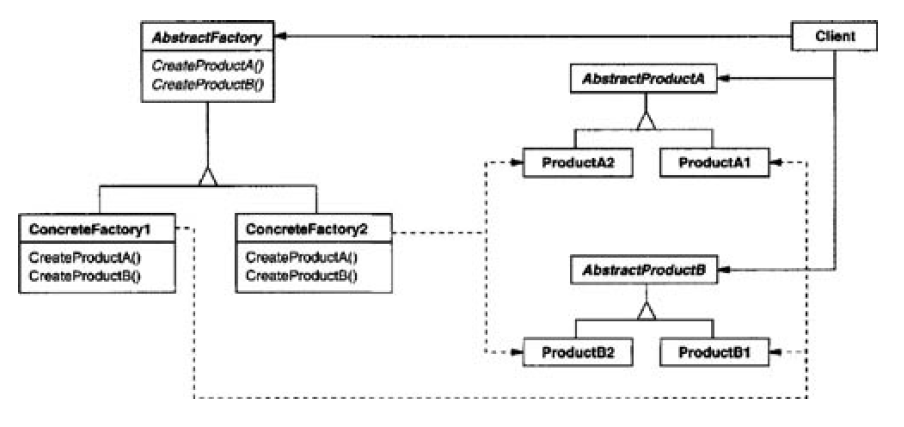 AbstractFactory
CreateProductA()
CreateProductB()
Client
AbstractProductA
ProductA2
ProductA1
ConcreteFactory1
CreateProductA()
CreateProductB()
ConcreteFactory2
CreateProductA()
CreateProductB()
AbstractProductB
ProductB2
ProductB1